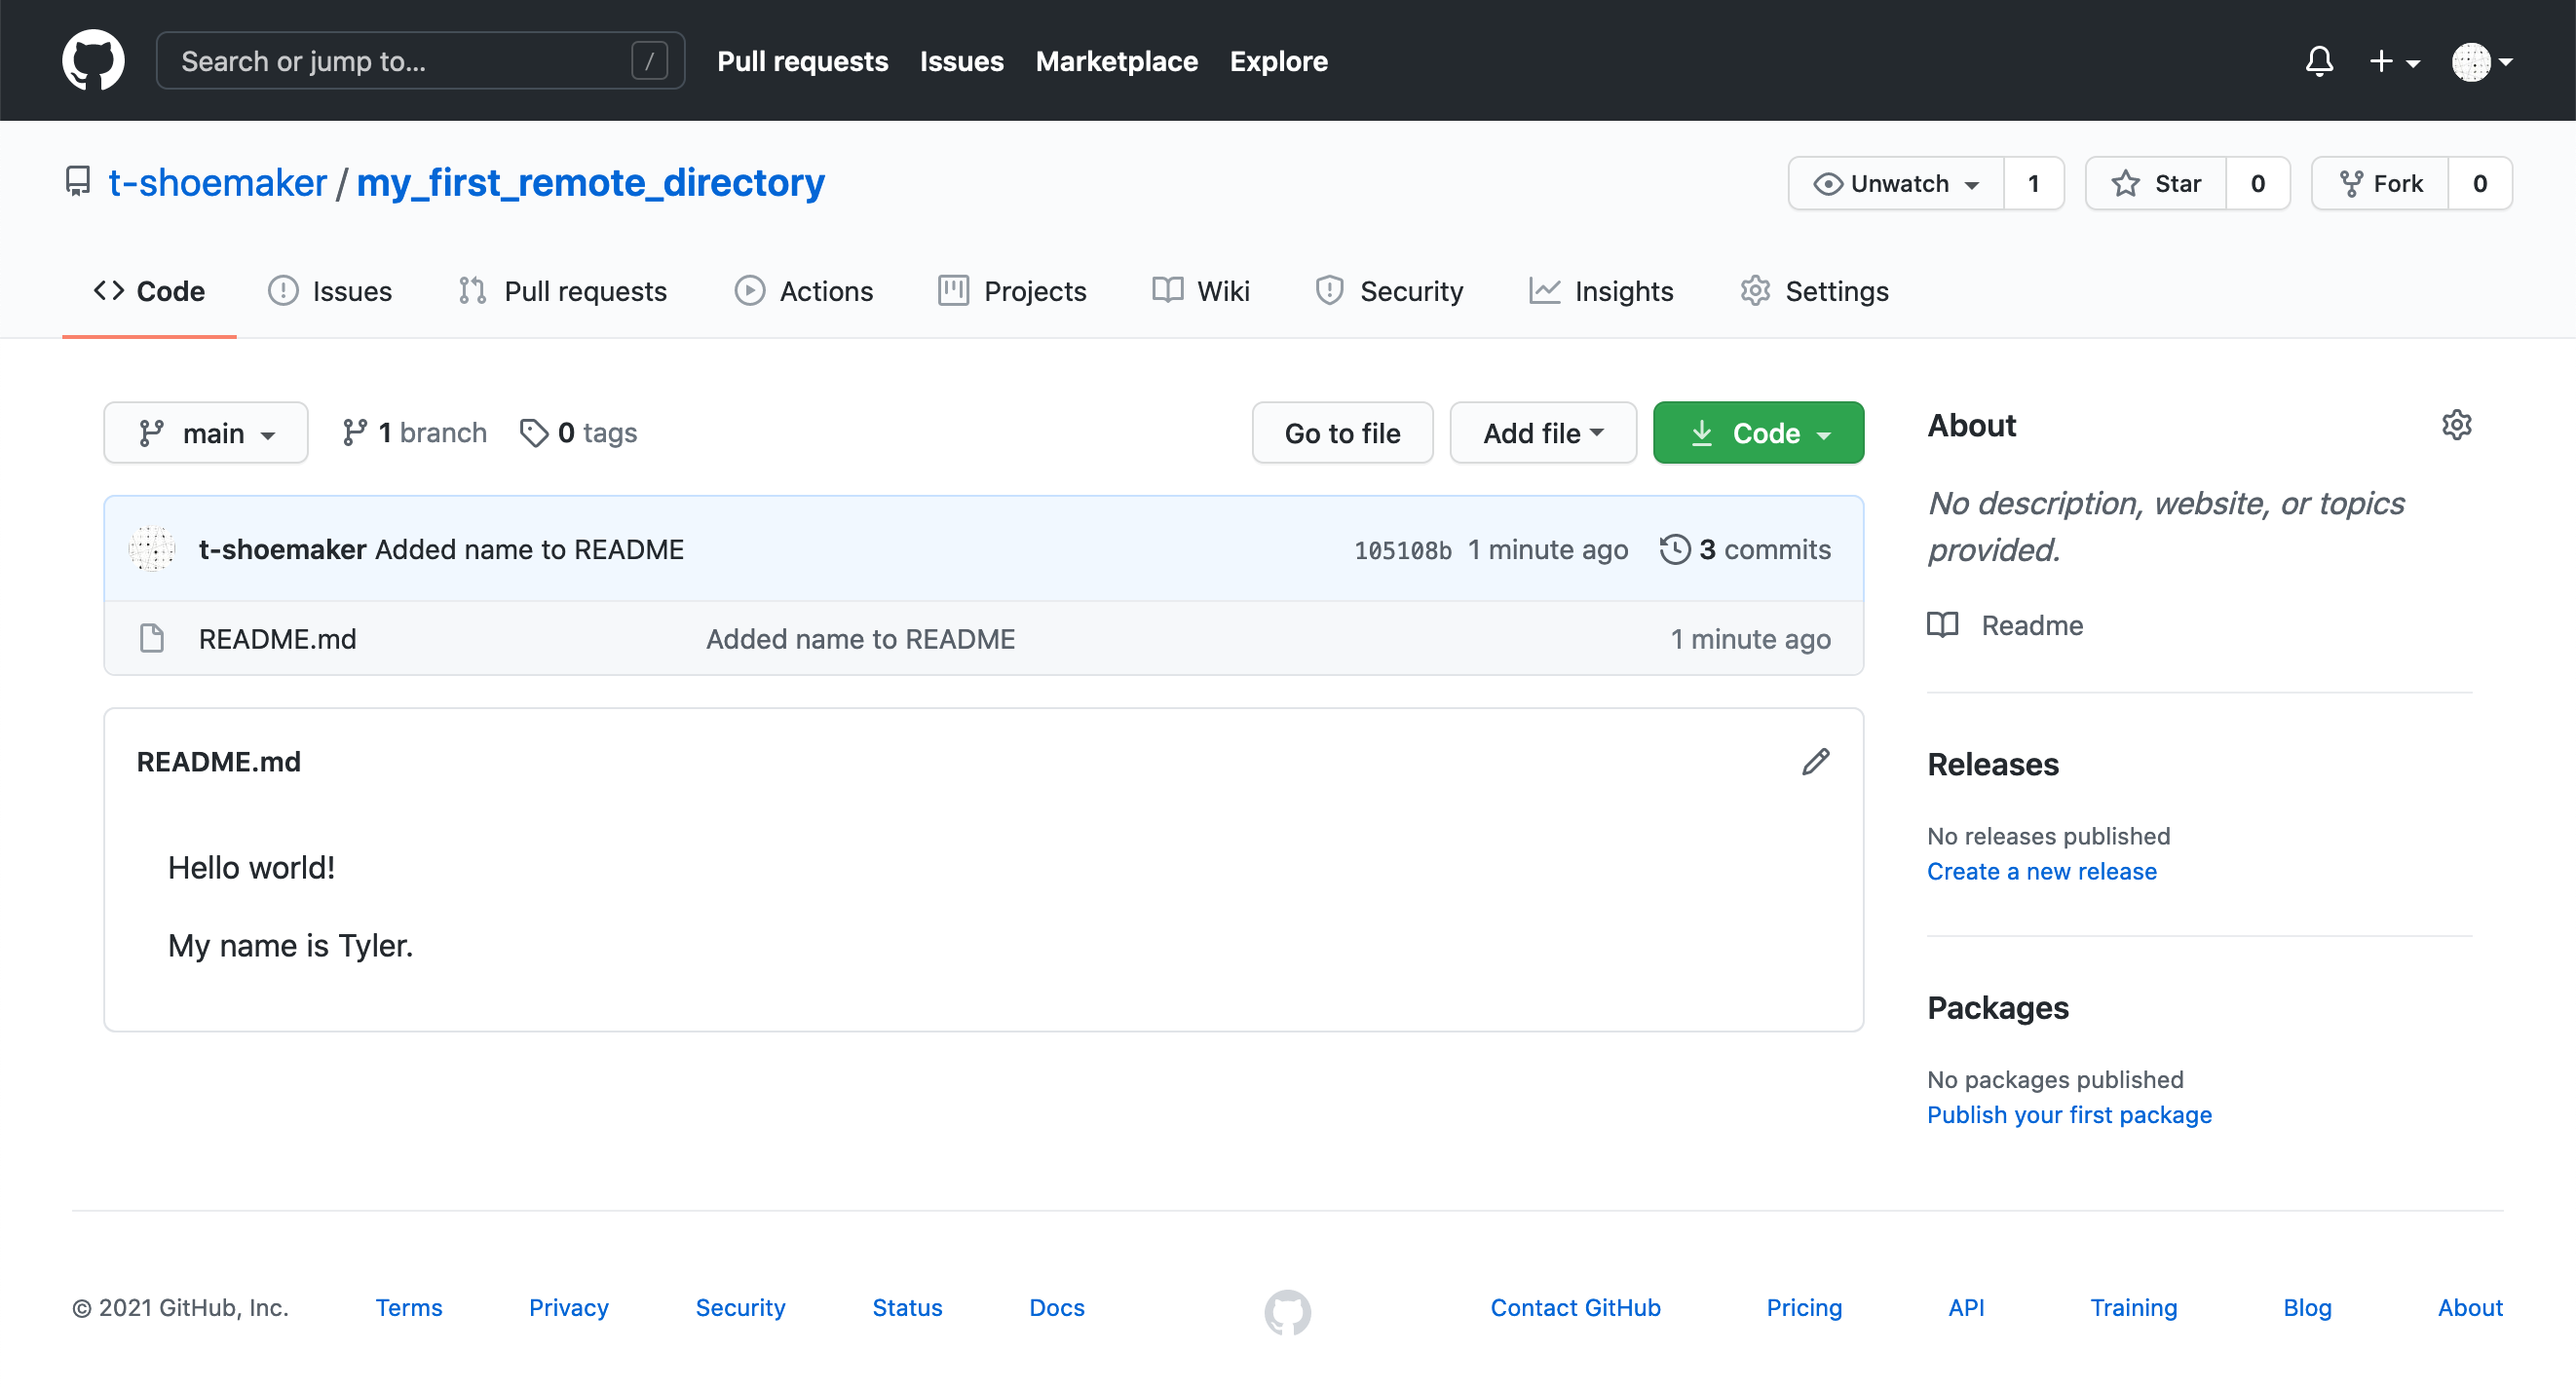 Search or jump to... / Pull requests Issues Marketplace Explore
t-shoemaker / my_first_remote_directory Unwatch 1 Star 0 Fork 0
Code Issues Pull requests Actions Projects Wiki Security Insights Settings
main 1 branch 0 tags Go to file Add file Code
t-shoemaker Added name to README 105108b 1 minute ago 3 commits
README.md Added name to README 1 minute ago
README.md
Hello world!
My name is Tyler.
About
No description, website, or topics
provided.
Readme
Releases
No releases published
Create a new release
Packages
No packages published
Publish your first package
© 2021 GitHub, Inc. Terms Privacy Security Status Docs Contact GitHub Pricing API Training Blog About